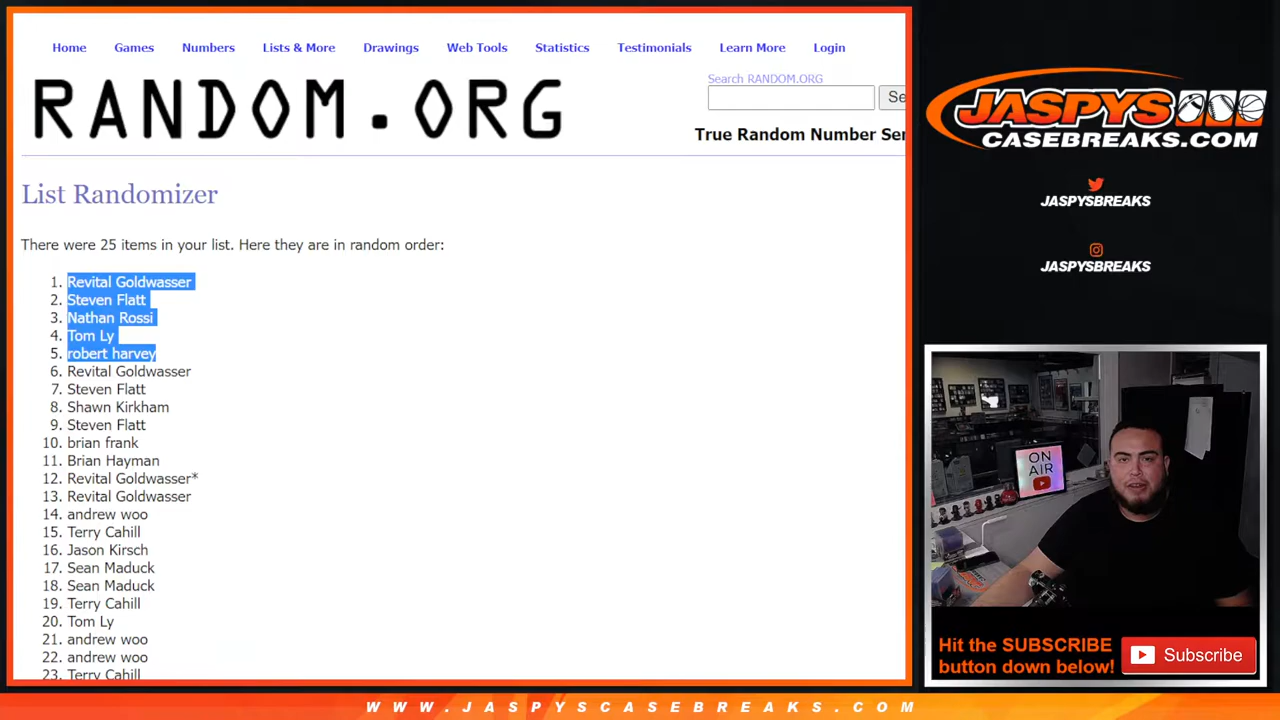 Home Games Numbers Lists & More Drawings Web Tools Statistics Testimonials Learn More Login
RANDOM.ORG
Search RANDOM.ORG
Se
True Random Number Ser
List Randomizer
There were 25 items in your list. Here they are in random order:
1. Revital Goldwasser
2. Steven Flatt
3. Nathan Rossi
4. Tom Ly
5. robert harvey
6. Revital Goldwasser
7. Steven Flatt
8. Shawn Kirkham
9. Steven Flatt
10. brian frank
11. Brian Hayman
12. Revital Goldwasser*
13. Revital Goldwasser
14. andrew woo
15. Terry Cahill
16. Jason Kirsch
17. Sean Maduck
18. Sean Maduck
19. Terry Cahill
20. Tom Ly
21. andrew woo
22. andrew woo
23. Terry Cahill
JASPYS
CASEBREAKS.COM
JASPYSBREAKS
JASPYSBREAKS
ON
AIR
Hit the SUBSCRIBE
button down below!
Subscribe
WWW.JASPYSCASEBREAKS.COM